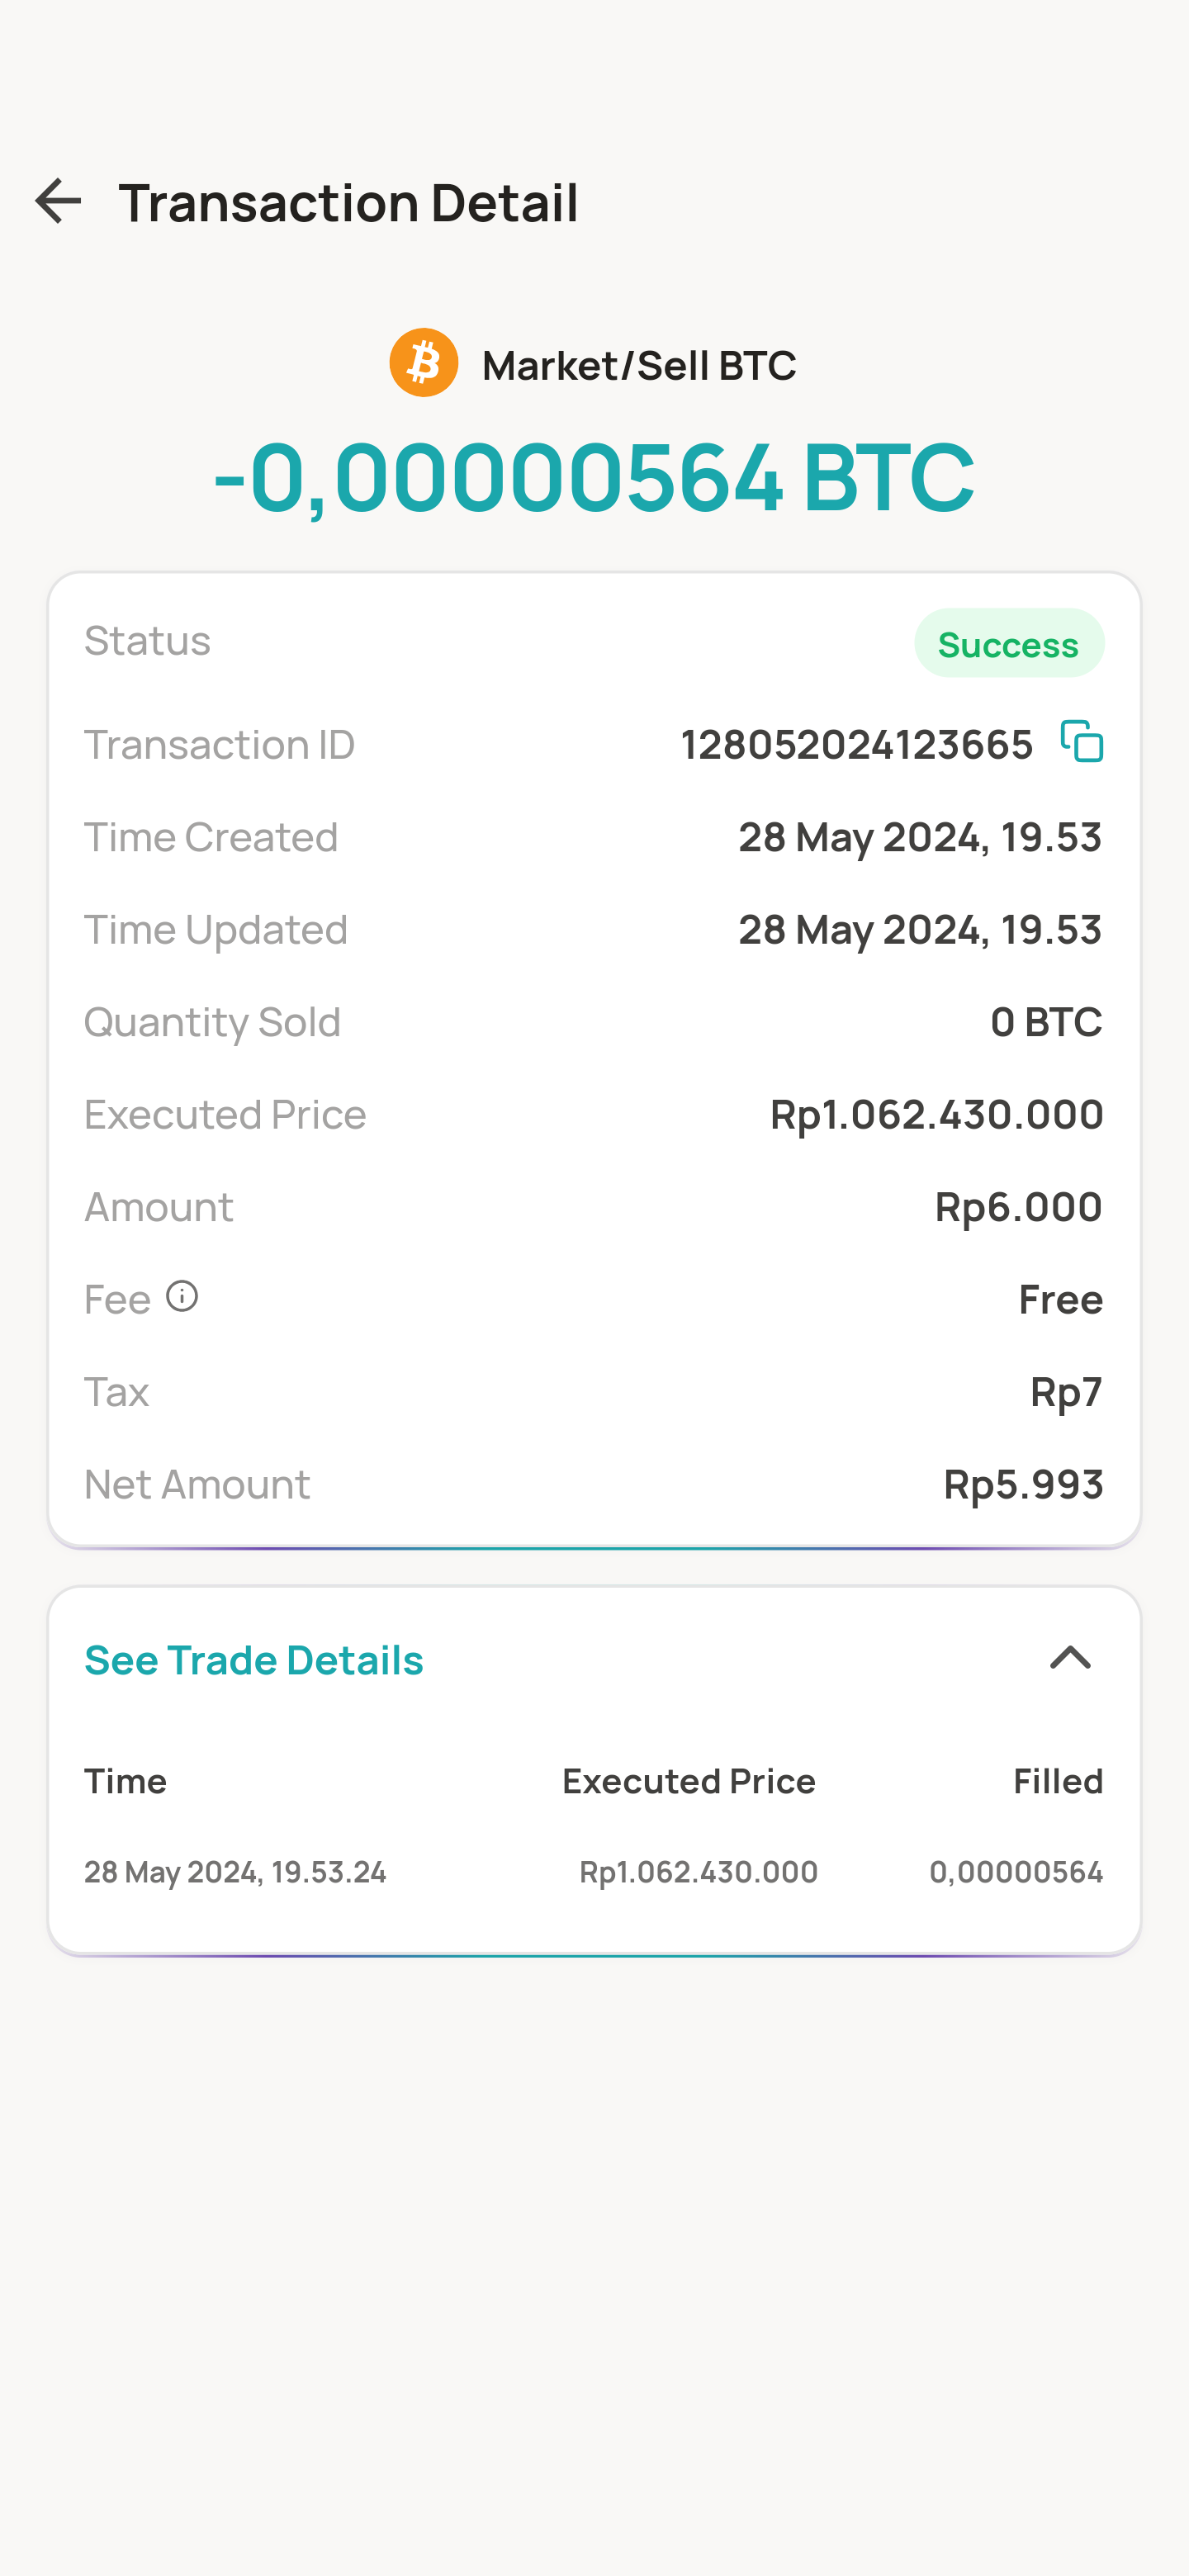 Transaction Detail
Market/Sell BTC
-0,00000564 BTC
Status Success
Transaction ID 128052024123665
Time Created 28 May 2024, 19.53
Time Updated 28 May 2024, 19.53
Quantity Sold 0 BTC
Executed Price Rp1.062.430.000
Amount Rp6.000
Fee Free
Tax Rp7
Net Amount Rp5.993
See Trade Details
Time Executed Price Filled
28 May 2024, 19.53.24 Rp1.062.430.000 0,00000564